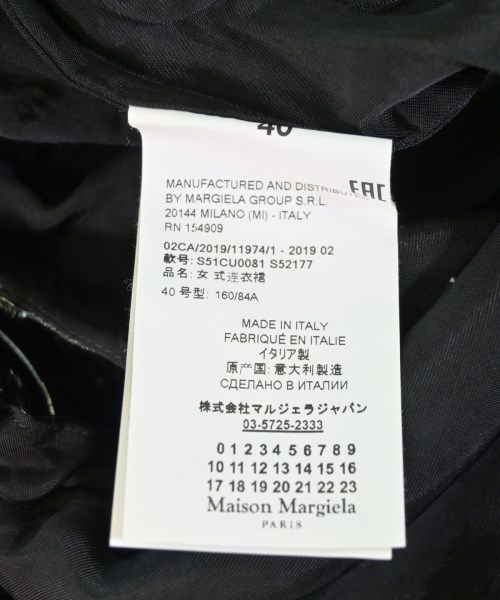 40
MANUFACTURED AND DISTRIBUTED EAC
BY MARGIELA GROUP S.R.L.
20144 MILANO (MI) - ITALY
RN 154909
02CA/2019/11974/1 - 2019 02
款号: S51CU0081 S52177
品名: 女式连衣裙
40 号型: 160/84A
MADE IN ITALY
FABRIQUÉ EN ITALIE
イタリア製
原产国: 意大利製造
СДЕЛАНО В ИТАЛИИ
株式会社マルジェラジャパン
03-5725-2333
0 1 2 3 4 5 6 7 8 9
10 11 12 13 14 15 16
17 18 19 20 21 22 23
Maison Margiela
PARIS